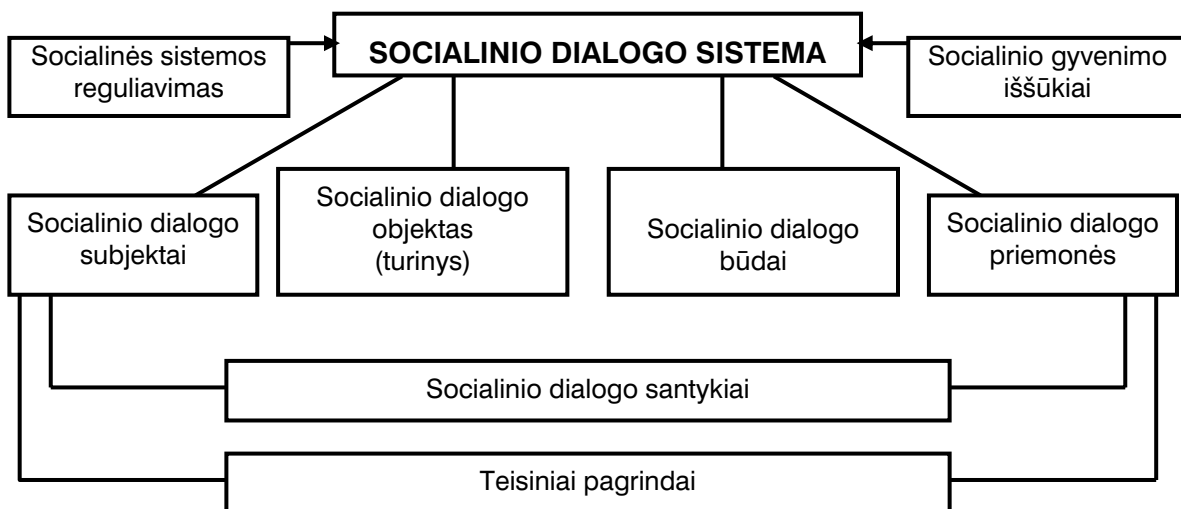 Socialinės sistemos
reguliavimas
SOCIALINIO DIALOGO SISTEMA
Socialinio gyvenimo
iššūkiai
Socialinio dialogo
subjektai
Socialinio dialogo
objektas
(turinys)
Socialinio dialogo
būdai
Socialinio dialogo
priemonės
Socialinio dialogo santykiai
Teisiniai pagrindai